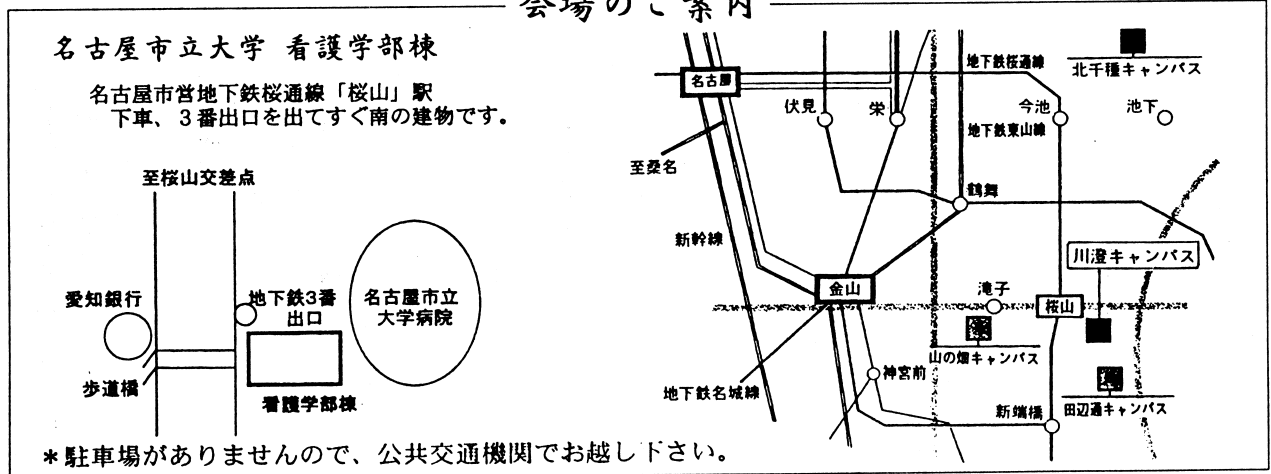 会場のご案内
名古屋市立大学 看護学部棟
名古屋市営地下鉄桜通線「桜山」駅
下車、3番出口を出てすぐ南の建物です。
至桜山交差点
愛知銀行
地下鉄3番
出口
名古屋市立
大学病院
歩道橋
看護学部棟
*駐車場がありませんので、公共交通機関でお越し下さい。
名古屋
地下鉄桜通線
北千種キャンパス
伏見
栄
今池
池下
地下鉄東山線
至桑名
鶴舞
新幹線
川澄キャンパス
金山
滝子
桜山
山の畑キャンパス
神宮前
地下鉄名城線
新瑞橋
田辺通キャンパス